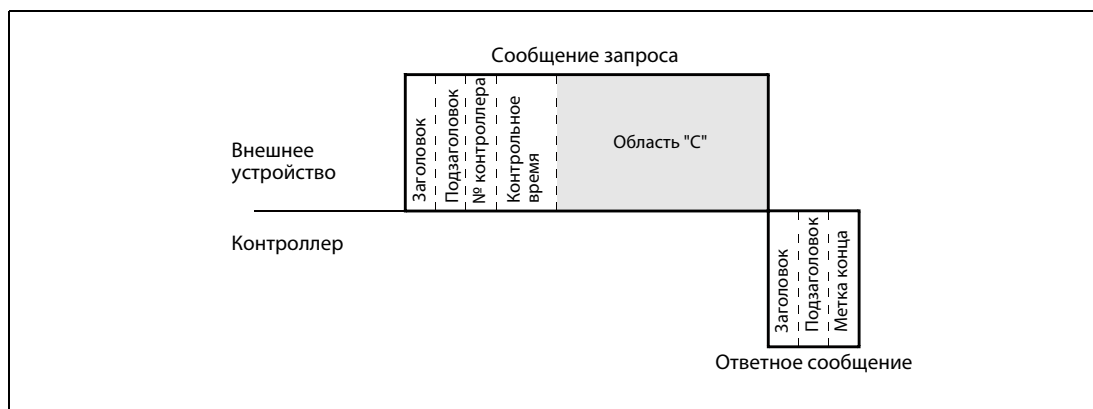 Сообщение запроса
Внешнее
устройство
Заголовок
Подзаголовок
№ контроллера
Контрольное
время
Область "C"
Контроллер
Заголовок
Подзаголовок
Метка конца
Ответное сообщение